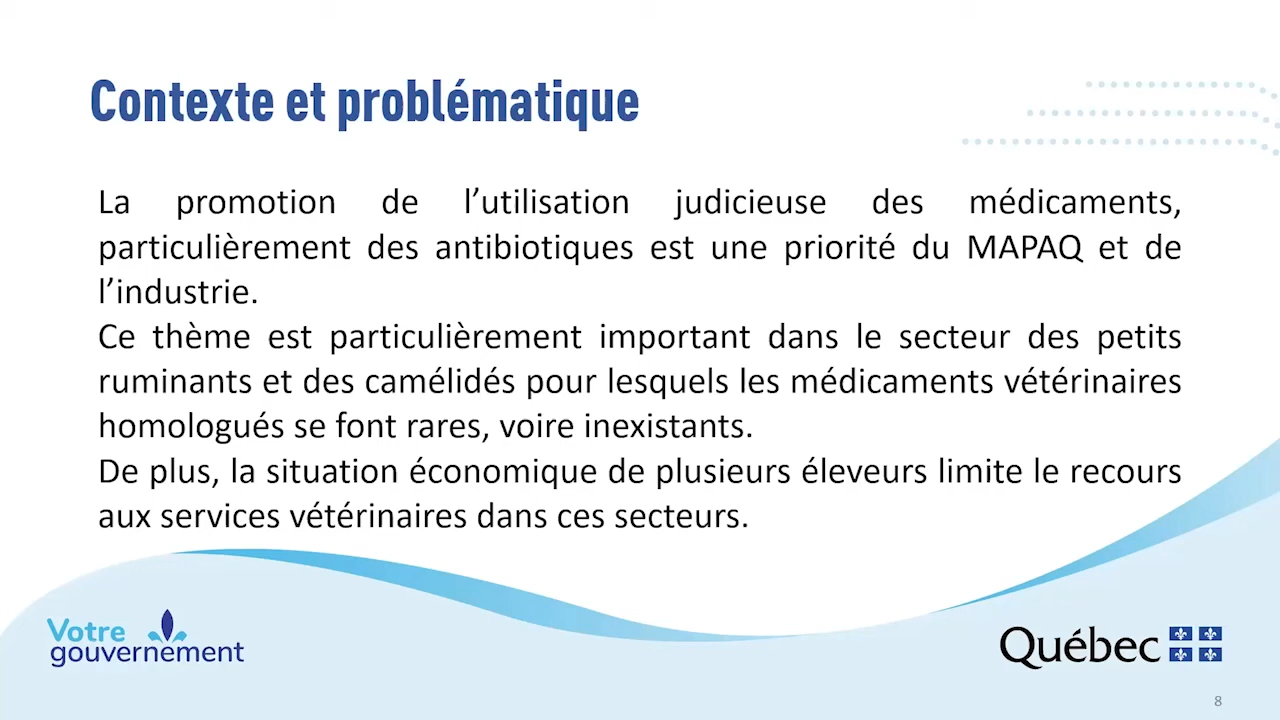 Contexte et problématique
La promotion de l’utilisation judicieuse des médicaments,
particulièrement des antibiotiques est une priorité du MAPAQ et de
l’industrie.
Ce thème est particulièrement important dans le secteur des petits
ruminants et des camélidés pour lesquels les médicaments vétérinaires
homologués se font rares, voire inexistants.
De plus, la situation économique de plusieurs éleveurs limite le recours
aux services vétérinaires dans ces secteurs.
Votre
gouvernement
Québec
8